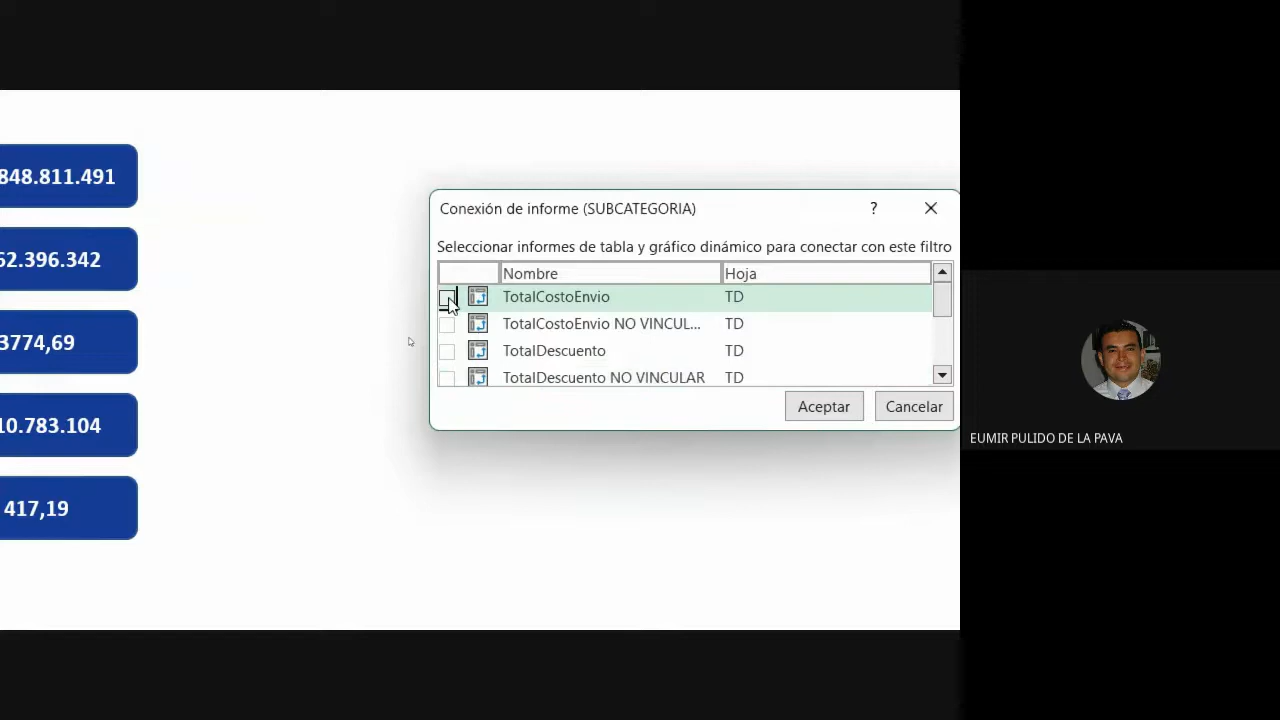 848.811.491
62.396.342
3774,69
10.783.104
417,19
Conexión de informe (SUBCATEGORIA)
?
Seleccionar informes de tabla y gráfico dinámico para conectar con este filtro
Nombre Hoja
TotalCostoEnvio TD
TotalCostoEnvio NO VINCUL... TD
TotalDescuento TD
TotalDescuento NO VINCULAR TD
Aceptar Cancelar
EUMIR PULIDO DE LA PAVA